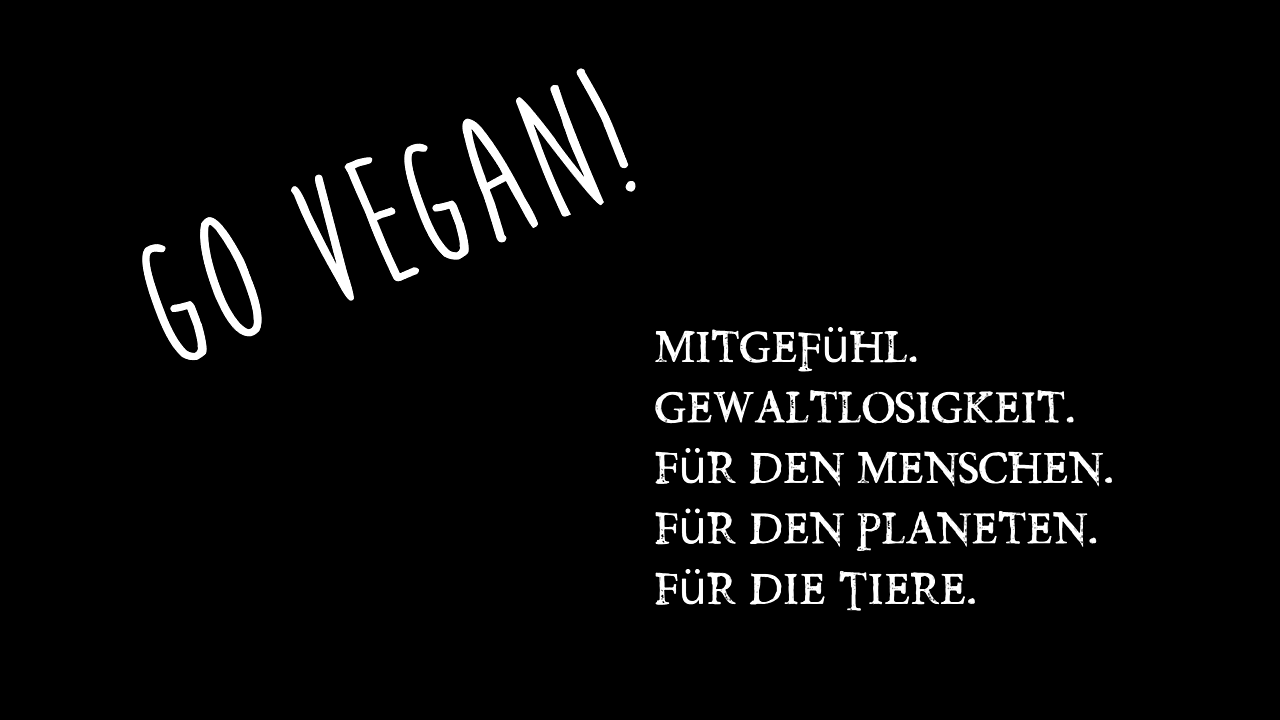 GO VEGAN!
MITGEFÜHL.
GEWALTLOSIGKEIT.
FÜR DEN MENSCHEN.
FÜR DEN PLANETEN.
FÜR DIE TIERE.